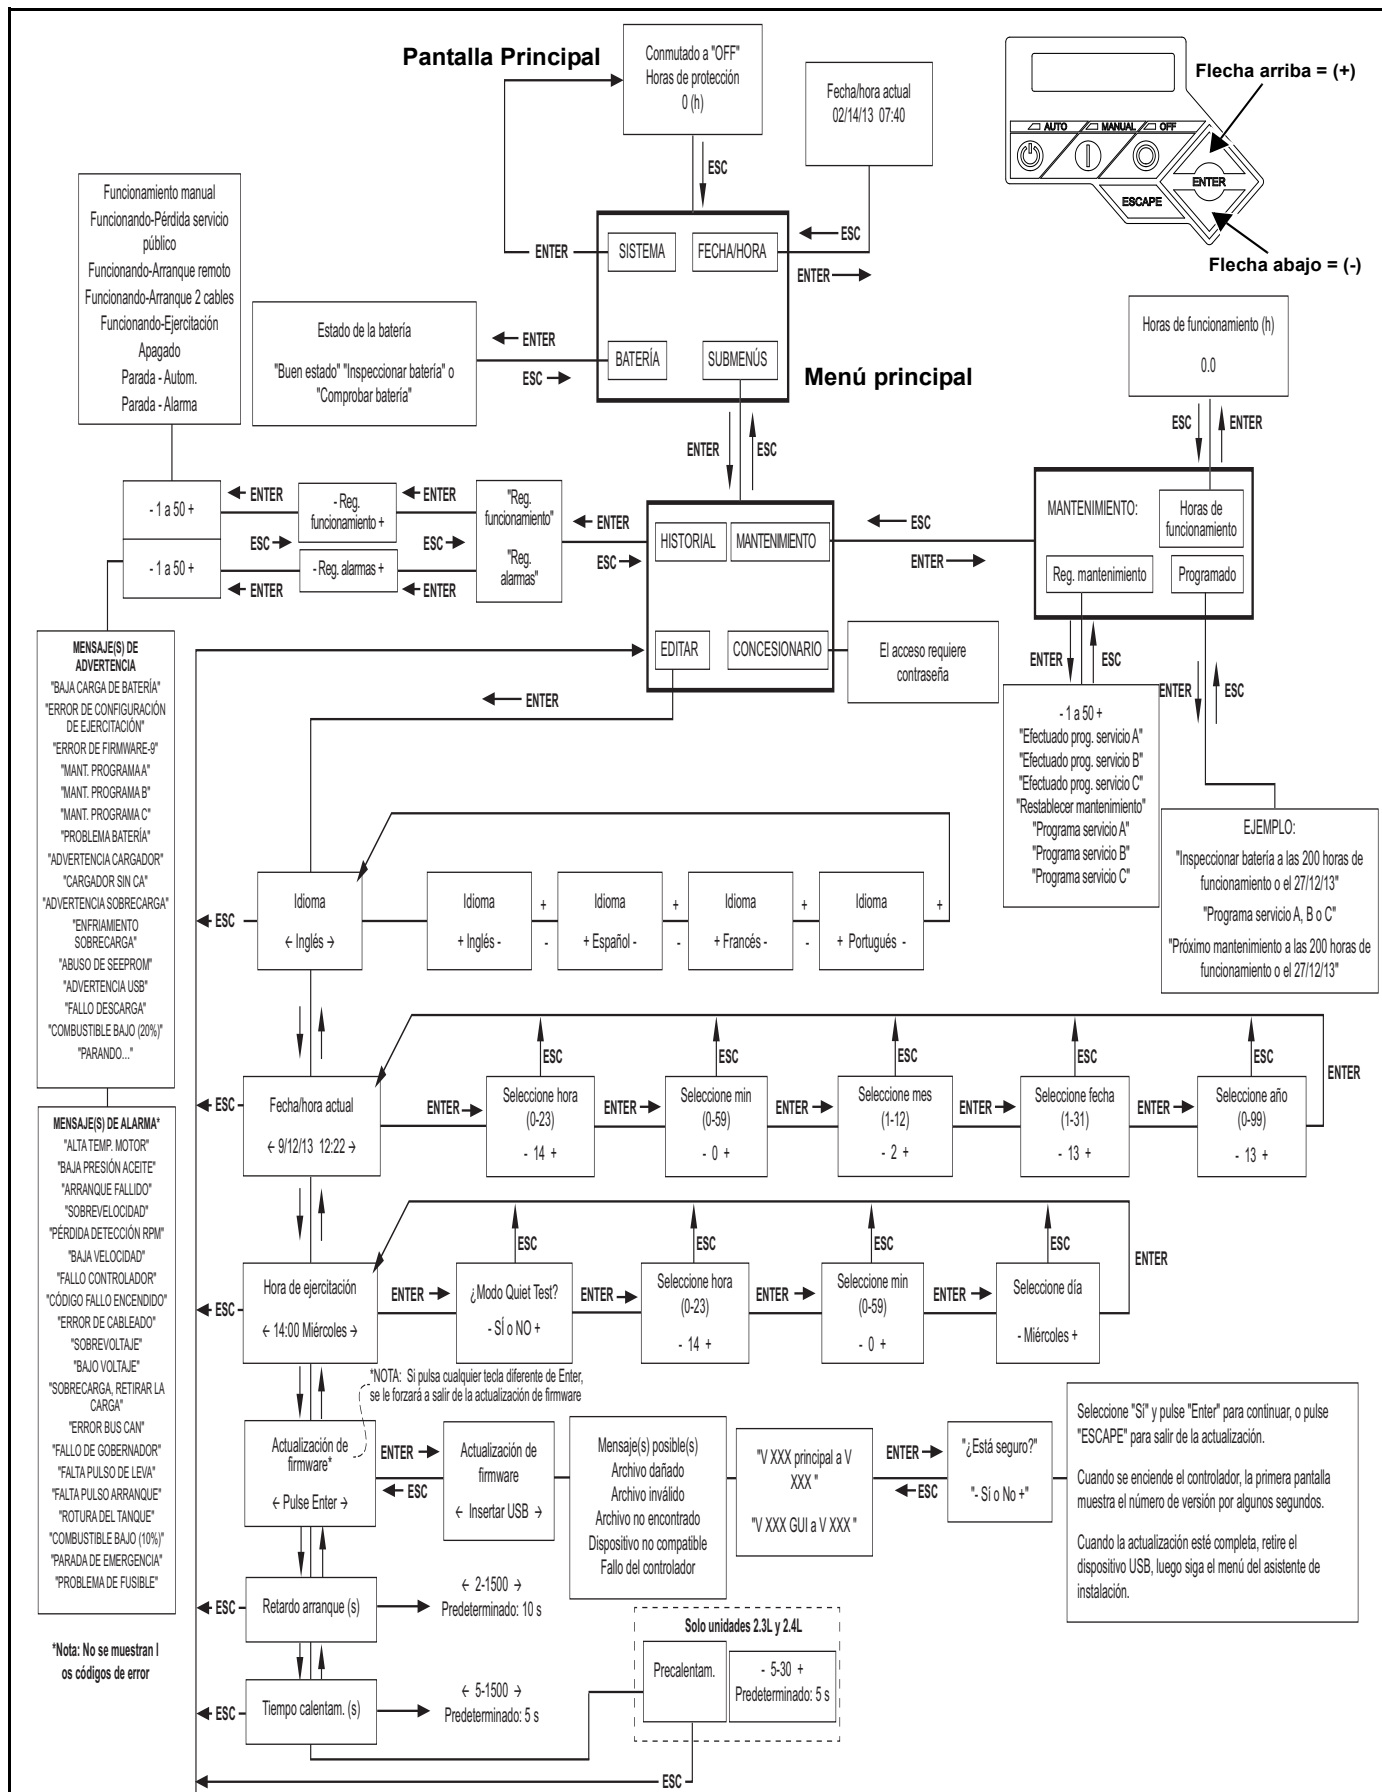 Pantalla Principal
Conmutado a "OFF"
Horas de protección
0 (h)
Fecha/hora actual
02/14/13 07:40
Flecha arriba = (+)
AUTO
MANUAL
OFF
ENTER
ESCAPE
Flecha abajo = (-)
ESC
Funcionamiento manual
Funcionando-Pérdida servicio
público
Funcionando-Arranque remoto
Funcionando-Arranque 2 cables
Funcionando-Ejercitación
Apagado
Parada - Autom.
Parada - Alarma
ENTER
SISTEMA
FECHA/HORA
ESC
ENTER
Estado de la batería
"Buen estado" "Inspeccionar batería" o
"Comprobar batería"
ENTER
ESC
BATERÍA
SUBMENÚS
Menú principal
Horas de funcionamiento (h)
0.0
ESC
ENTER
ENTER
ESC
- 1 a 50 +
ENTER
- Reg.
funcionamiento +
ENTER
"Reg.
funcionamiento"
"Reg.
alarmas"
ESC
ESC
- 1 a 50 +
ENTER
- Reg. alarmas +
ENTER
ENTER
ESC
HISTORIAL
MANTENIMIENTO
ESC
ENTER
MANTENIMIENTO:
Horas de
funcionamiento
Reg. mantenimiento
Programado
EDITAR
CONCESIONARIO
El acceso requiere
contraseña
ENTER
ENTER
ESC
ENTER
ESC
- 1 a 50 +
"Efectuado prog. servicio A"
"Efectuado prog. servicio B"
"Efectuado prog. servicio C"
"Restablecer mantenimiento"
"Programa servicio A"
"Programa servicio B"
"Programa servicio C"
EJEMPLO:
"Inspeccionar batería a las 200 horas de
funcionamiento o el 27/12/13"
"Programa servicio A, B o C"
"Próximo mantenimiento a las 200 horas de
funcionamiento o el 27/12/13"
MENSAJE(S) DE
ADVERTENCIA
"BAJA CARGA DE BATERÍA"
"ERROR DE CONFIGURACIÓN
DE EJERCITACIÓN"
"ERROR DE FIRMWARE-9"
"MANT. PROGRAMA A"
"MANT. PROGRAMA B"
"MANT. PROGRAMA C"
"PROBLEMA BATERÍA"
"ADVERTENCIA CARGADOR"
"CARGADOR SIN CA"
"ADVERTENCIA SOBRECARGA"
"ENFRIAMIENTO
SOBRECARGA"
"ABUSO DE SEEPROM"
"ADVERTENCIA USB"
"FALLO DESCARGA"
"COMBUSTIBLE BAJO (20%)"
"PARANDO..."
MENSAJE(S) DE ALARMA*
"ALTA TEMP. MOTOR"
"BAJA PRESIÓN ACEITE"
"ARRANQUE FALLIDO"
"SOBREVELOCIDAD"
"PÉRDIDA DETECCIÓN RPM"
"BAJA VELOCIDAD"
"FALLO CONTROLADOR"
"CÓDIGO FALLO ENCENDIDO"
"ERROR DE CABLEADO"
"SOBREVOLTAJE"
"BAJO VOLTAJE"
"SOBRECARGA, RETIRAR LA
CARGA"
"ERROR BUS CAN"
"FALLO DE GOBERNADOR"
"FALTA PULSO DE LEVA"
"FALTA PULSO ARRANQUE"
"ROTURA DEL TANQUE"
"COMBUSTIBLE BAJO (10%)"
"PARADA DE EMERGENCIA"
"PROBLEMA DE FUSIBLE"
*Nota: No se muestran l
os códigos de error
ESC
Idioma
← Inglés →
Idioma
+ Inglés -
+
-
Idioma
+ Español -
+
-
Idioma
+ Francés -
+
-
Idioma
+ Portugués -
+
ESC
Fecha/hora actual
← 9/12/13 12:22 →
ENTER
ESC
Seleccione hora
(0-23)
- 14 +
ENTER
ESC
Seleccione min
(0-59)
- 0 +
ENTER
ESC
Seleccione mes
(1-12)
- 2 +
ENTER
ESC
Seleccione fecha
(1-31)
- 13 +
ENTER
ESC
Seleccione año
(0-99)
- 13 +
ENTER
ESC
Hora de ejercitación
← 14:00 Miércoles →
ENTER
ESC
¿Modo Quiet Test?
- SÍ o NO +
ENTER
ESC
Seleccione hora
(0-23)
- 14 +
ENTER
ESC
Seleccione min
(0-59)
- 0 +
ENTER
ESC
Seleccione día
- Miércoles +
ENTER
*NOTA: Si pulsa cualquier tecla diferente de Enter,
se le forzará a salir de la actualización de firmware
Actualización de
firmware*
← Pulse Enter →
ENTER
ESC
Actualización de
firmware
← Insertar USB →
Mensaje(s) posible(s)
Archivo dañado
Archivo inválido
Archivo no encontrado
Dispositivo no compatible
Fallo del controlador
"V XXX principal a V
XXX "
"V XXX GUI a V XXX "
ENTER
ESC
"¿Está seguro?"
"- Sí o No +"
Seleccione "Sí" y pulse "Enter" para continuar, o pulse
"ESCAPE" para salir de la actualización.
Cuando se enciende el controlador, la primera pantalla
muestra el número de versión por algunos segundos.
Cuando la actualización esté completa, retire el
dispositivo USB, luego siga el menú del asistente de
instalación.
ESC
Retardo arranque (s)
← 2-1500 →
Predeterminado: 10 s
Solo unidades 2.3L y 2.4L
Precalentam.
- 5-30 +
Predeterminado: 5 s
ESC
Tiempo calentam. (s)
← 5-1500 →
Predeterminado: 5 s
ESC